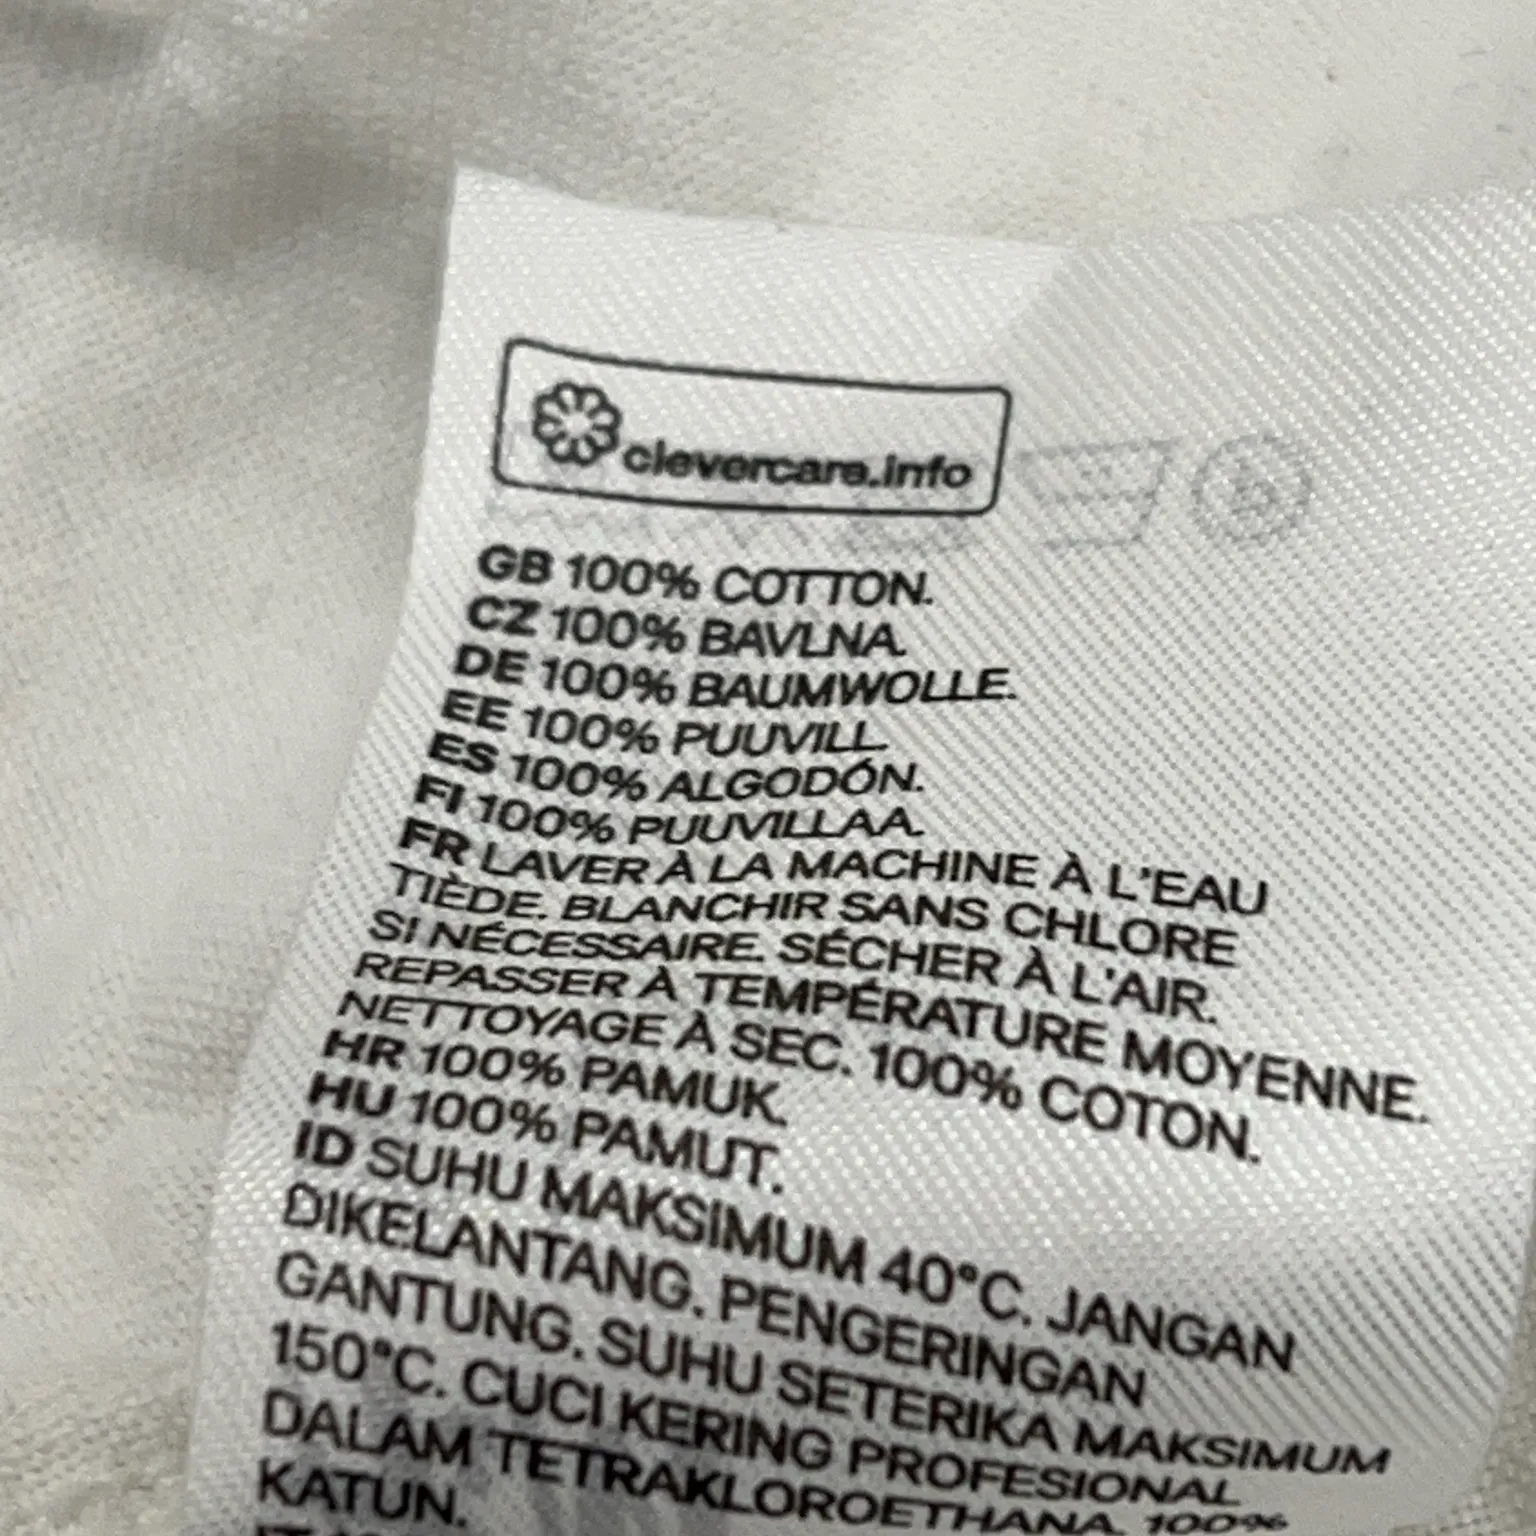 clevercare.info
GB 100% COTTON.
CZ 100% BAVLNA.
DE 100% BAUMWOLLE.
EE 100% PUUVILL.
ES 100% ALGODÓN.
FI 100% PUUVILLAA.
FR LAVER À LA MACHINE À L'EAU
TIÈDE. BLANCHIR SANS CHLORE
SI NÉCESSAIRE. SÉCHER À L'AIR.
REPASSER À TEMPÉRATURE MOYENNE.
NETTOYAGE À SEC. 100% COTON.
HR 100% PAMUK.
HU 100% PAMUT.
ID SUHU MAKSIMUM 40°C. JANGAN
DIKELANTANG. PENGERINGAN
GANTUNG. SUHU SETERIKA MAKSIMUM
150°C. CUCI KERING PROFESIONAL
DALAM TETRAKLOROETHANA. 100%
KATUN.